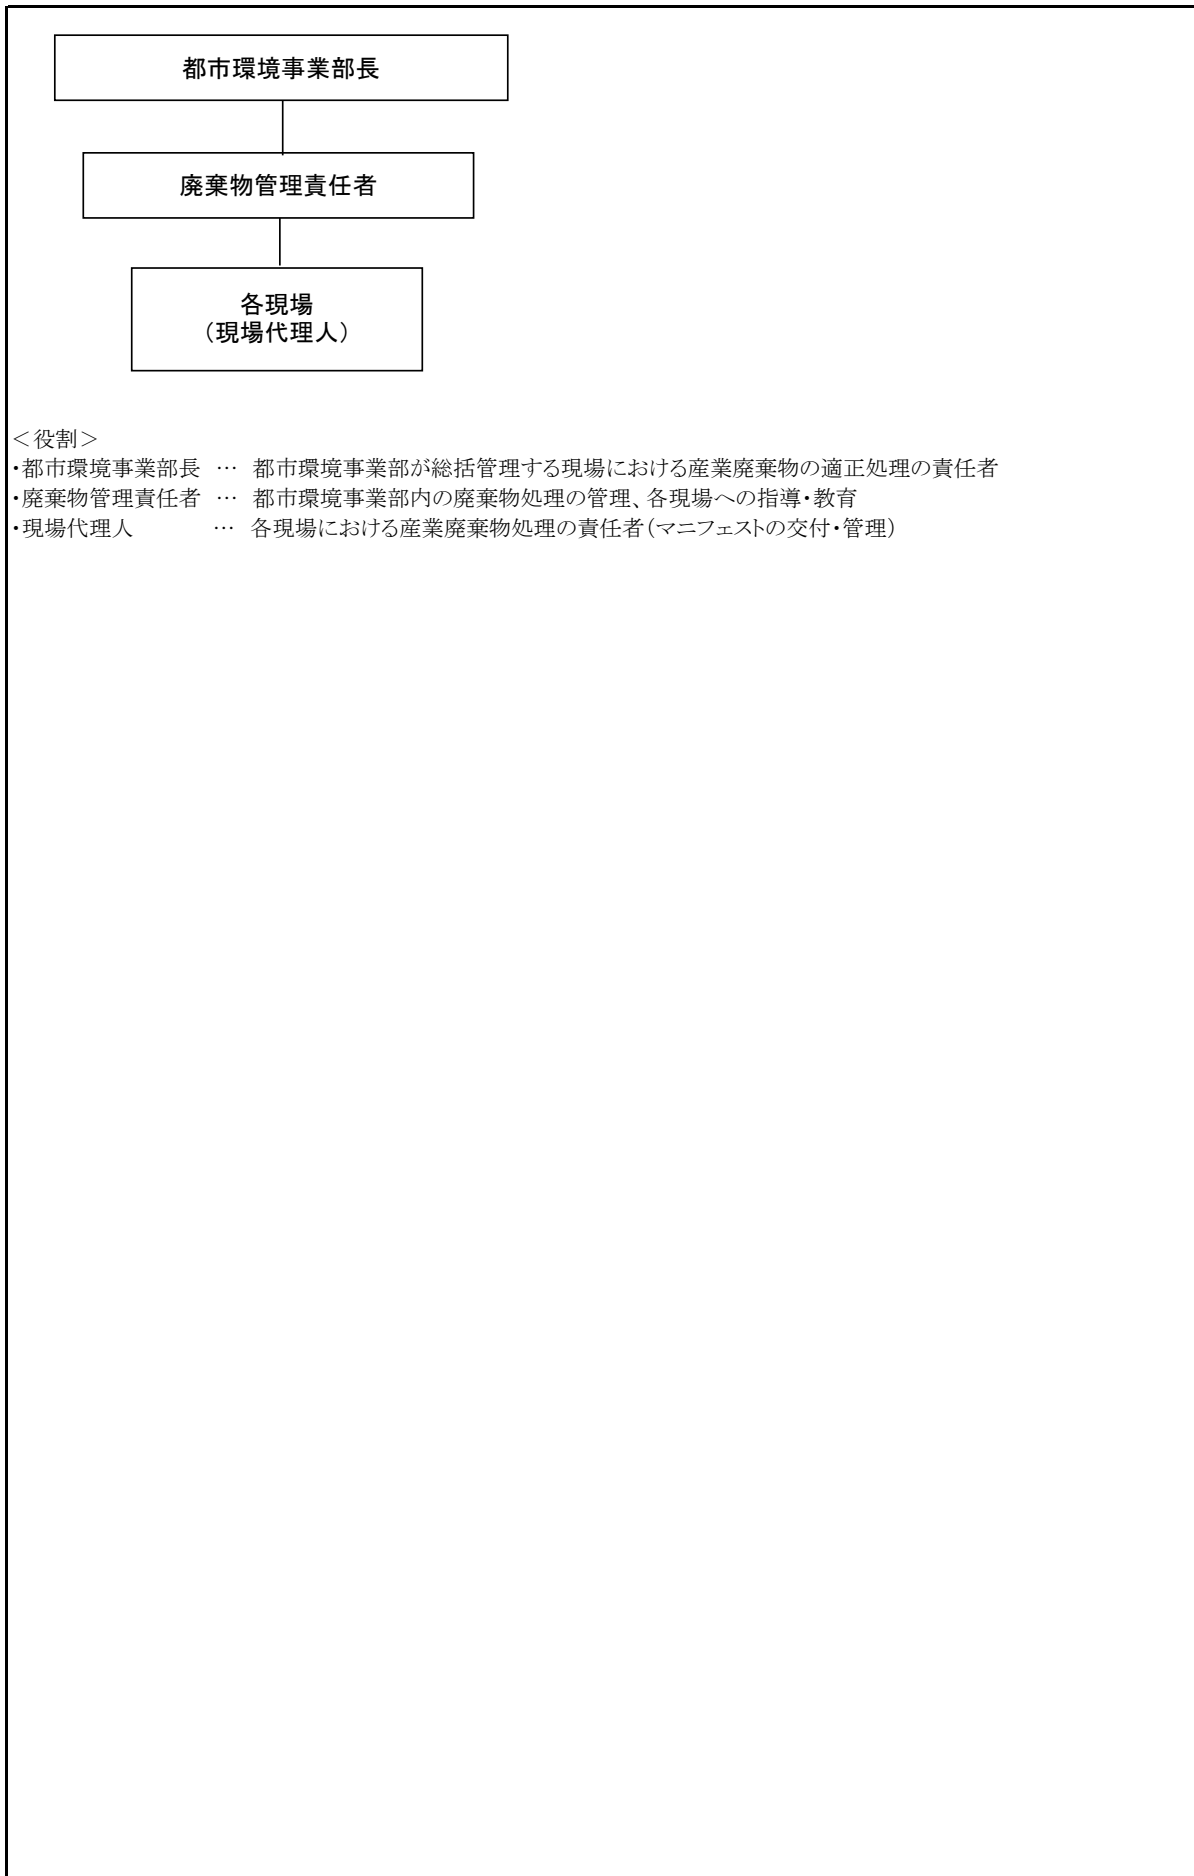 都市環境事業部長
廃棄物管理責任者
各現場
（現場代理人）
＜役割＞
・都市環境事業部長 … 都市環境事業部が総括管理する現場における産業廃棄物の適正処理の責任者
・廃棄物管理責任者 … 都市環境事業部内の廃棄物処理の管理、各現場への指導・教育
・現場代理人 … 各現場における産業廃棄物処理の責任者（マニフェストの交付・管理）